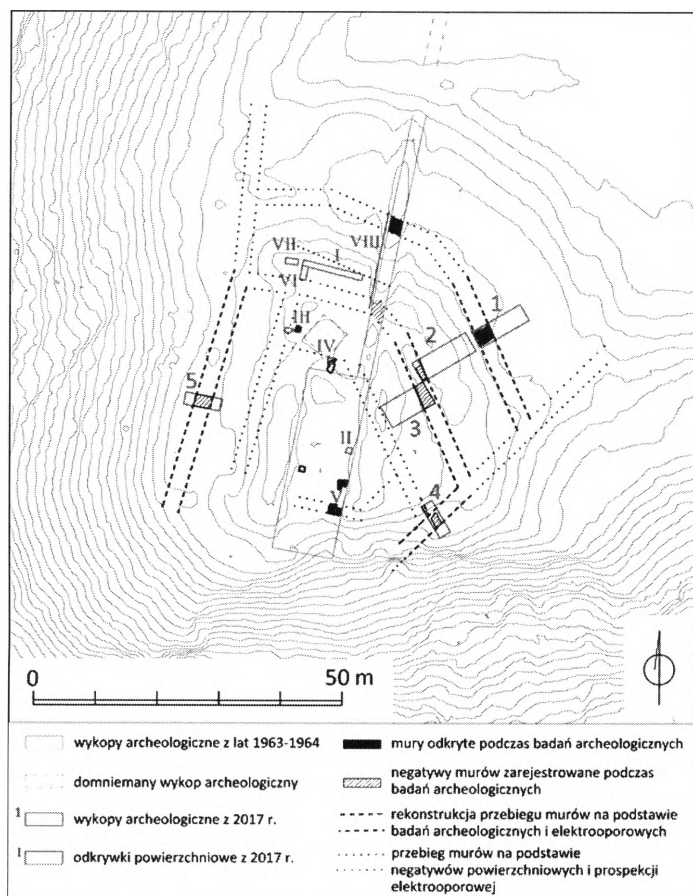 VII
I
VIII
VI
1
III
2
IV
5
3
II
V
4
0
50 m
wykopy archeologiczne z lat 1963-1964
domniemany wykop archeologiczny
1 wykopy archeologiczne z 2017 r.
I odkrywki powierzchniowe z 2017 r.
mury odkryte podczas badań archeologicznych
negatywy murów zarejestrowane podczas
badań archeologicznych
rekonstrukcja przebiegu murów na podstawie
badań archeologicznych i elektrooporowych
przebieg murów na podstawie
negatywów powierzchniowych i prospekcji
elektrooporowej